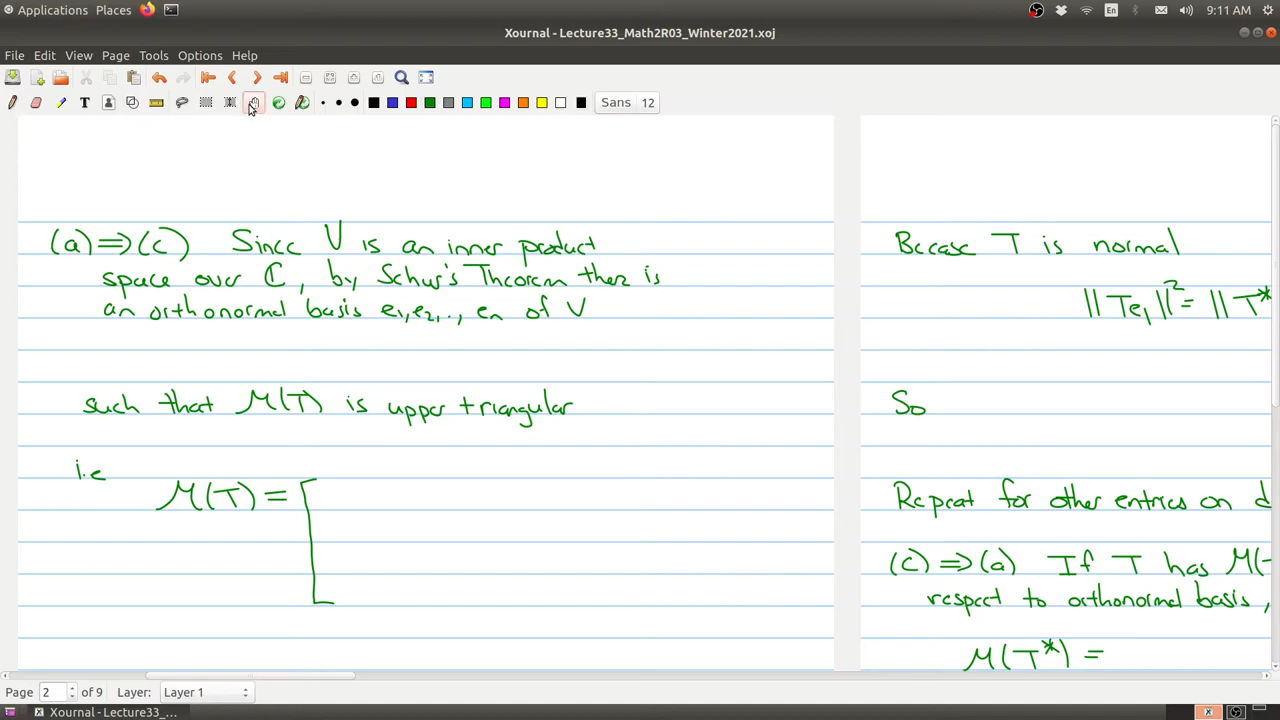 Applications Places En 9:11 AM
Xournal - Lecture33_Math2R03_Winter2021.xoj
File Edit View Journal Tools Options Help
Sans 12
(a) ⇒ (c) Since V is an inner product
space over ℂ, by Schur's Theorem there is
an orthonormal basis e₁,e₂,.., eₙ of V
such that M(T) is upper triangular
i.e
M(T) = [
Becase T is normal
|| Te₁ ||² = || T*
So
Repeat for other entries on d
(c) ⇒ (a) If T has M(
respect to orthonormal basis,
M(T*) =
Page 2 of 9 Layer: Layer 1
Xournal - Lecture33_...